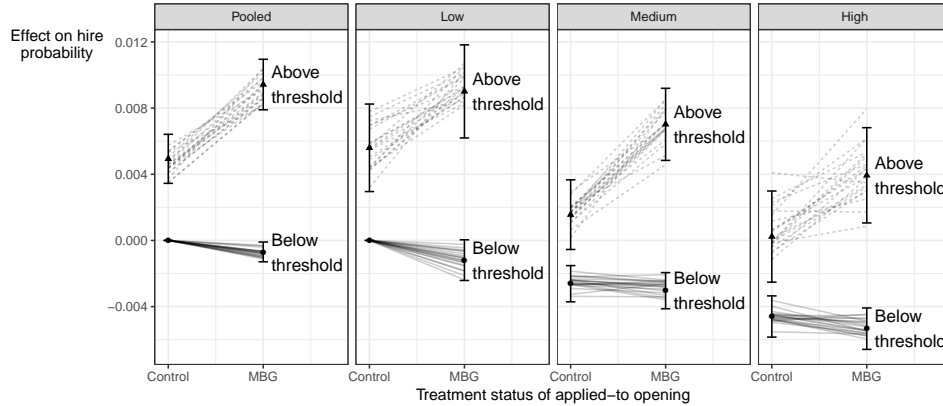 Pooled
Low
Medium
High
Effect on hire
probability
0.012
0.008
0.004
0.000
−0.004
Above
threshold
Below
threshold
Above
threshold
Below
threshold
Above
threshold
Below
threshold
Above
threshold
Below
threshold
Control MBG Control MBG Control MBG Control MBG
Treatment status of applied−to opening